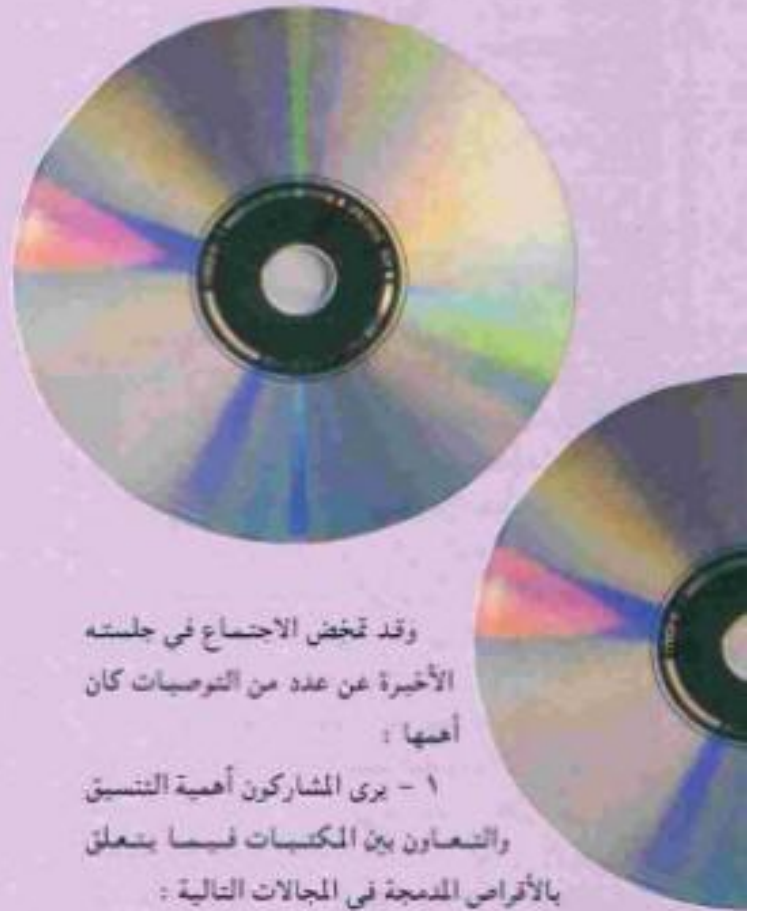 وقد تمخض الاجتماع في جلسته
الأخيرة عن عدد من التوصيات كان
أهمها :
١ - يرى المشاركون أهمية التنسيق
والتعاون بين المكتبات فيما يتعلق
بالأقراص المدمجة في المجالات التالية :